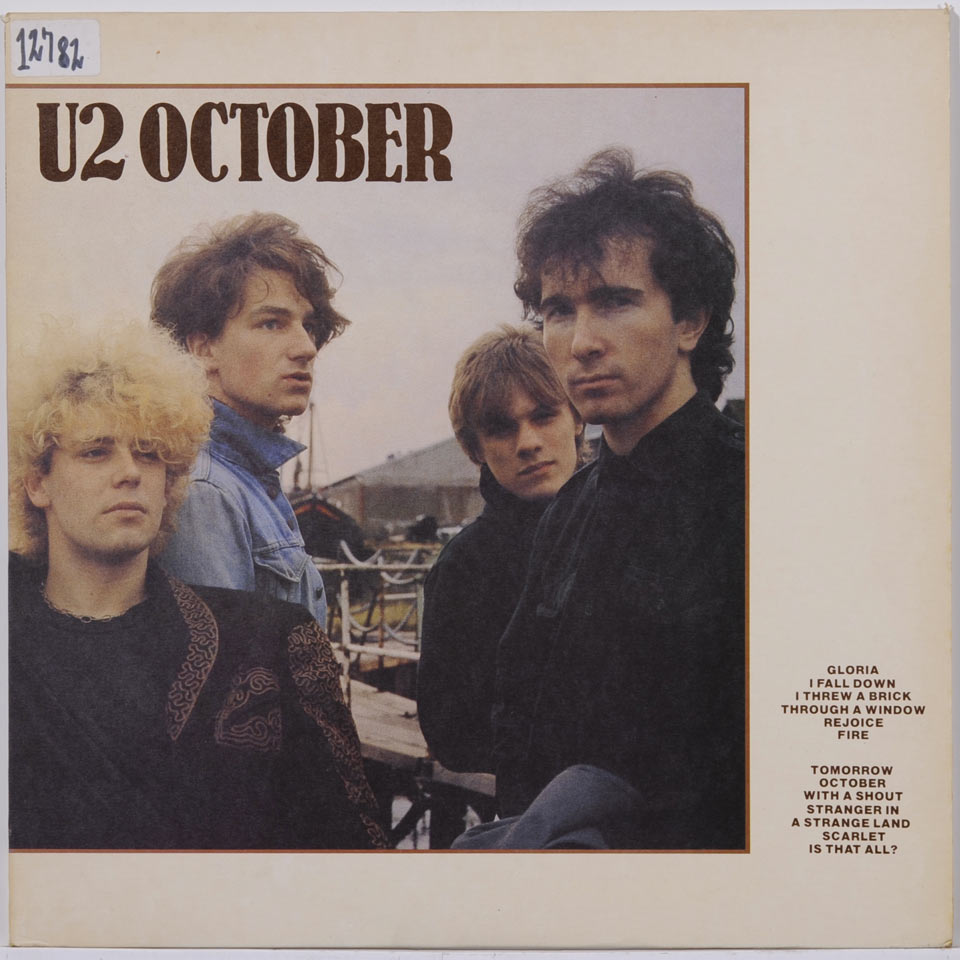 12782
U2 OCTOBER
GLORIA
I FALL DOWN
I THREW A BRICK
THROUGH A WINDOW
REJOICE
FIRE
TOMORROW
OCTOBER
WITH A SHOUT
STRANGER IN
A STRANGE LAND
SCARLET
IS THAT ALL?